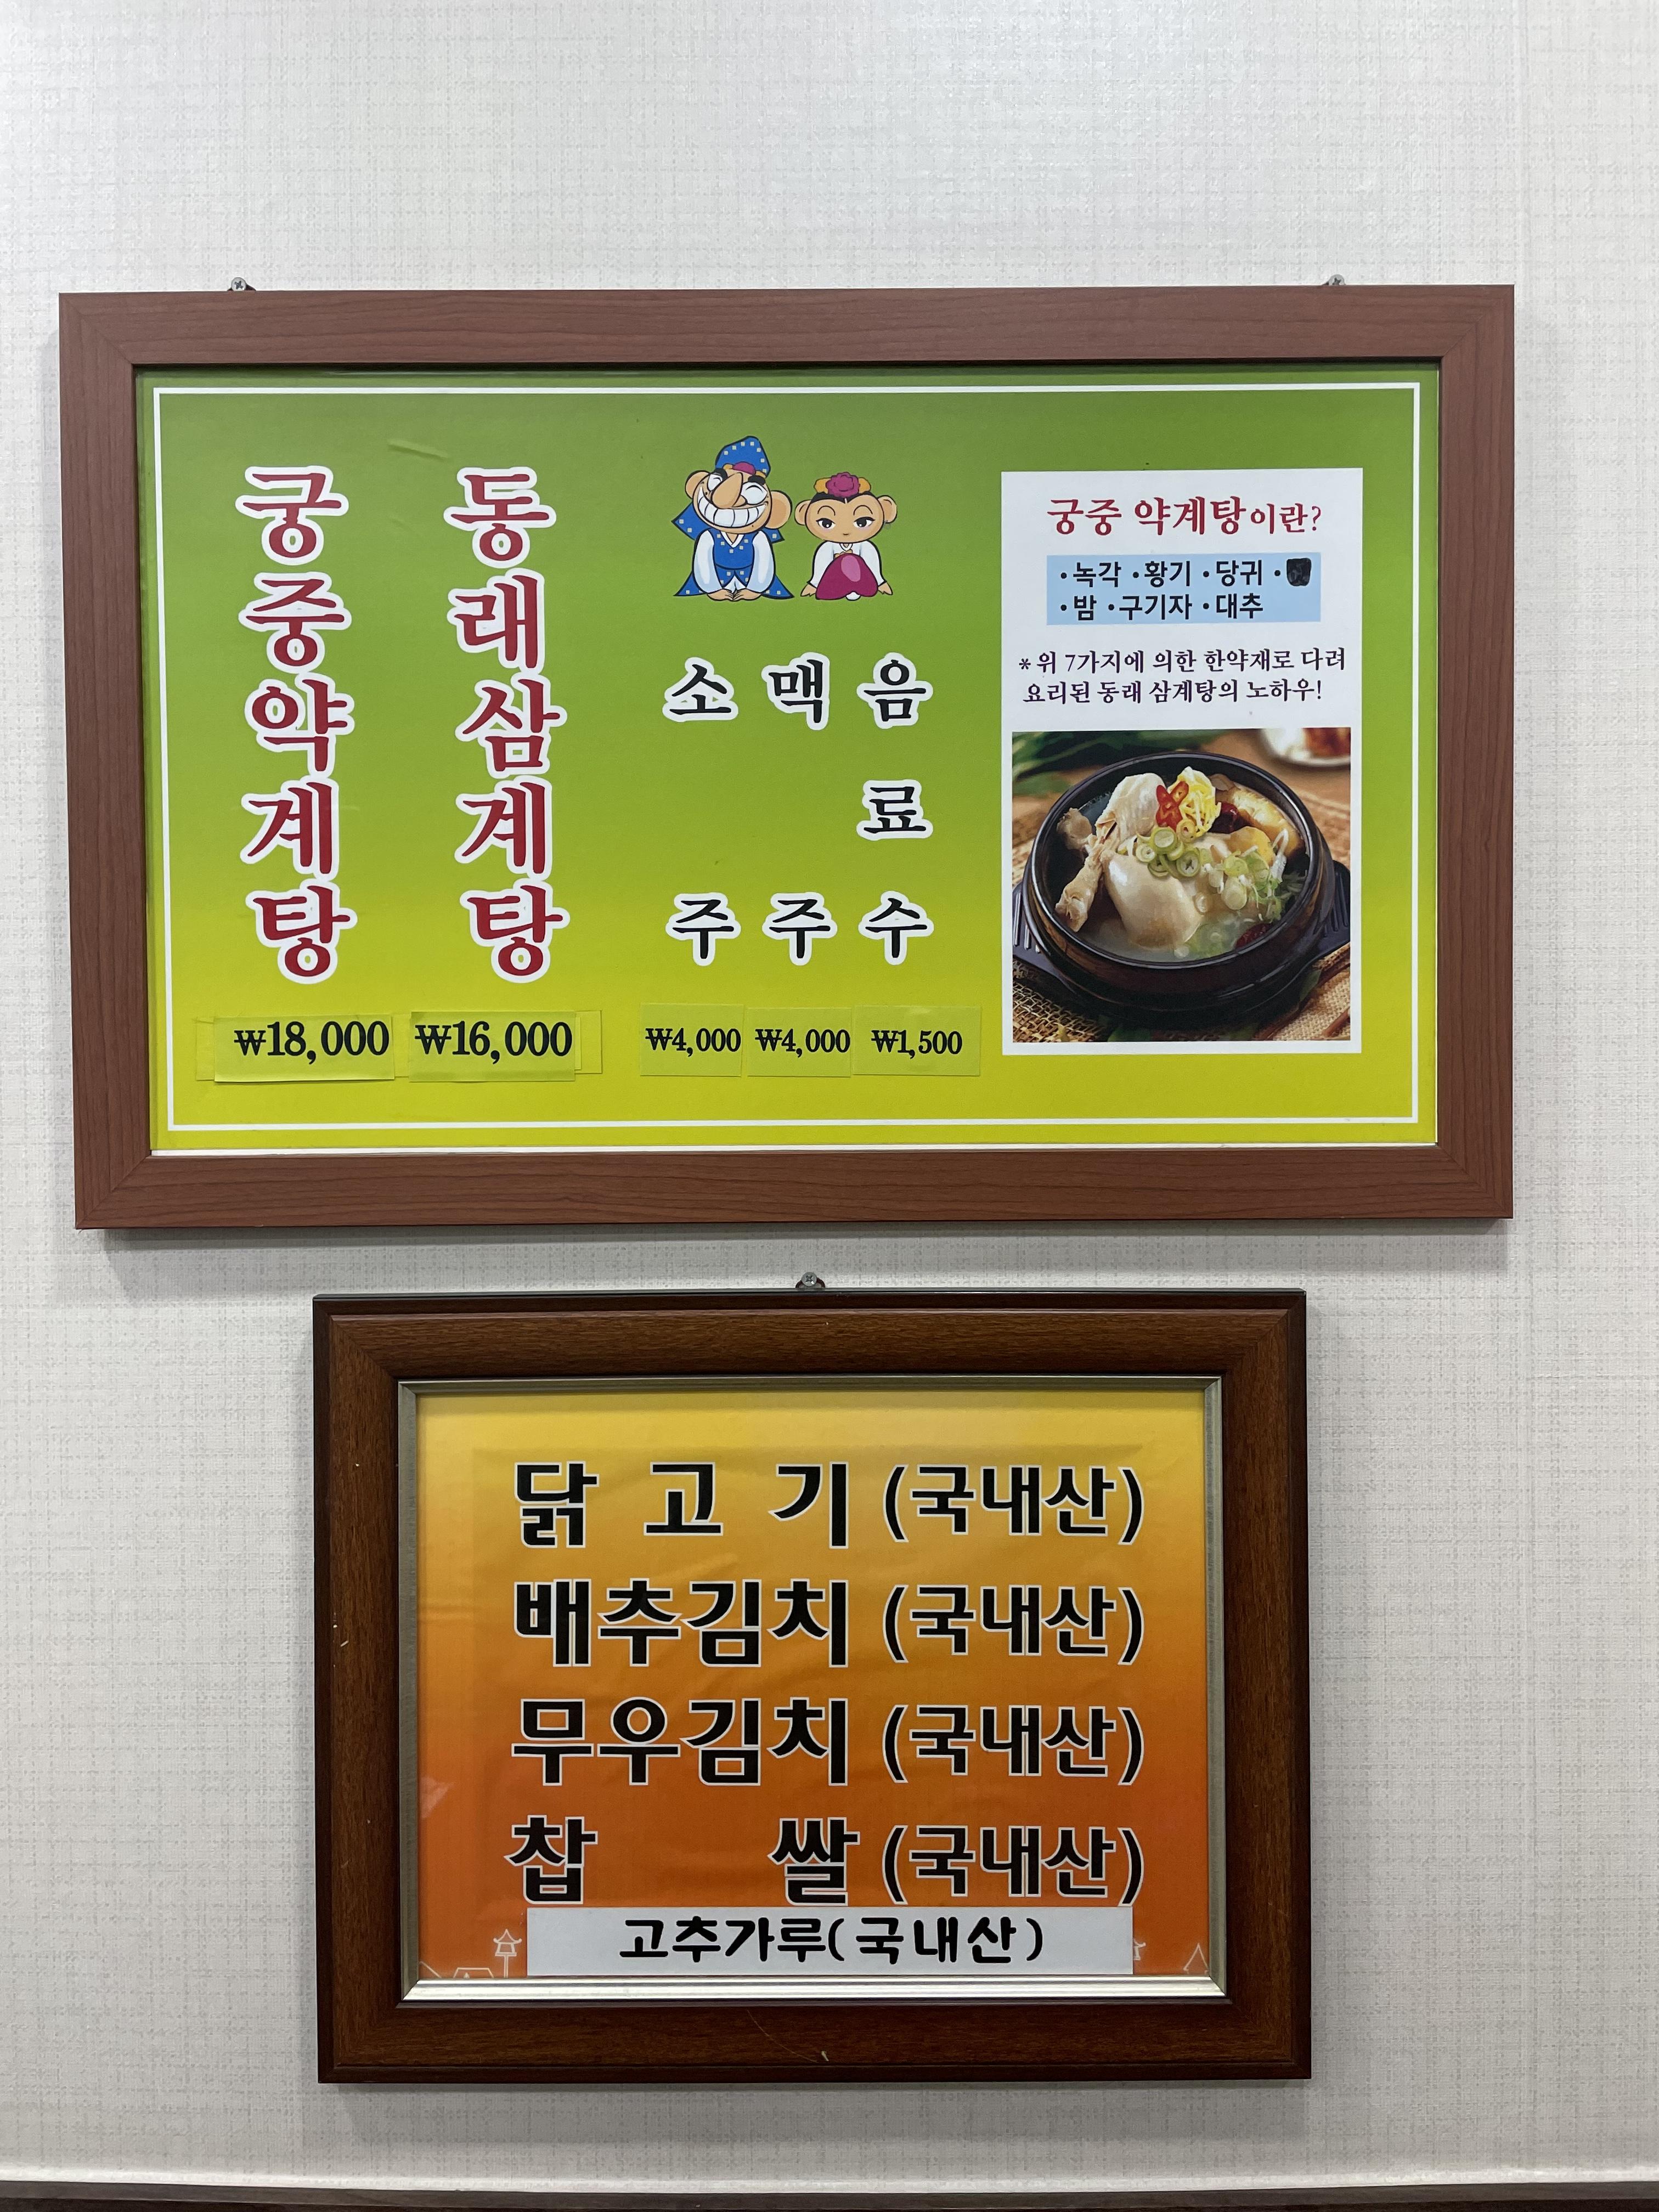 궁중약계탕
₩18,000
동래삼계탕
₩16,000
소주
₩4,000
맥주
₩4,000
음료수
₩1,500
궁중 약계탕이란?
·녹각 ·황기 ·당귀 ·
·밤 ·구기자 ·대추
*위 7가지에 의한 한약재로 다려
요리된 동래 삼계탕의 노하우!
닭 고 기 (국내산)
배추김치 (국내산)
무우김치 (국내산)
찹 쌀 (국내산)
고추가루(국내산)